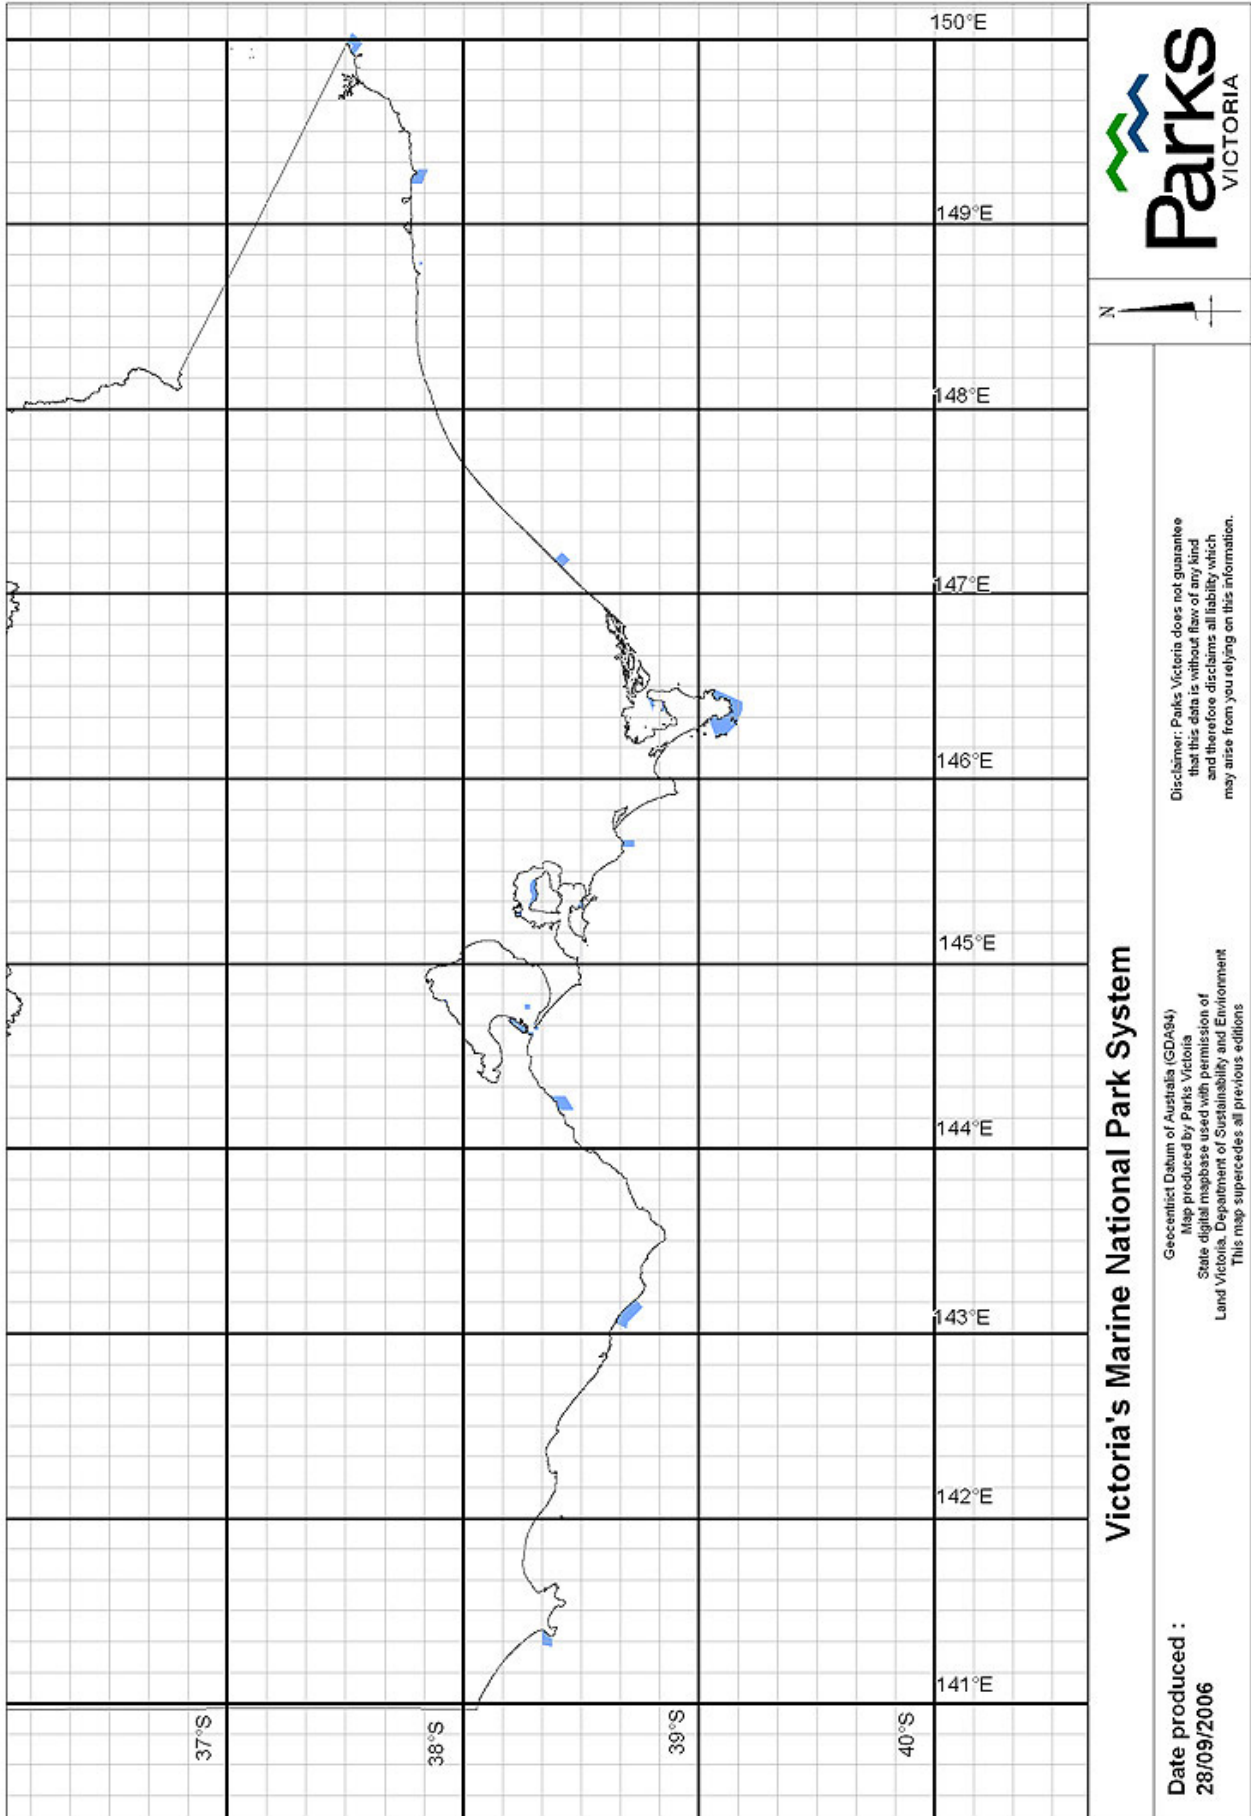 37°S
38°S
39°S
40°S
141°E
142°E
143°E
144°E
145°E
146°E
147°E
148°E
149°E
150°E
Victoria's Marine National Park System
Date produced :
28/09/2006
Geocentrict Datum of Australia (GDA94)
Map produced by Parks Victoria
State digital mapbase used with permission of
Land Victoria, Department of Sustainability and Environment
This map supercedes all previous editions
Disclaimer: Parks Victoria does not guarantee
that this data is without flaw of any kind
and therefore disclaims all liability which
may arise from you relying on this information.
N
Parks
VICTORIA